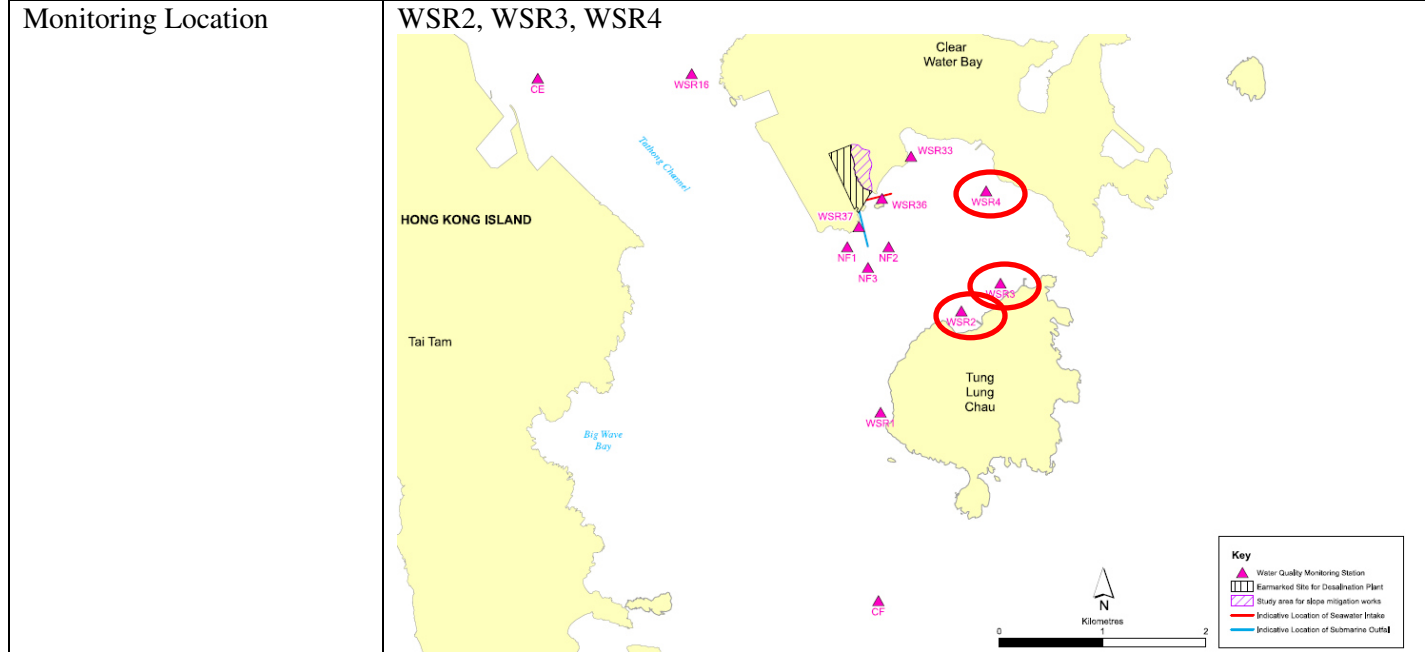 Monitoring Location
WSR2, WSR3, WSR4
Clear
Water Bay
CE
WSR16
Tathong Channel
WSR33
WSR4
WSR36
HONG KONG ISLAND
WSR37
NF1
NF2
NF3
WSR3
WSR2
Tai Tam
Tung
Lung
Chau
WSR1
Big Wave
Bay
CF
N
Kilometres
0 1 2
Key
Water Quality Monitoring Station
Earmarked Site for Desalination Plant
Study area for slope mitigation works
Indicative Location of Seawater Intake
Indicative Location of Submarine Outfall